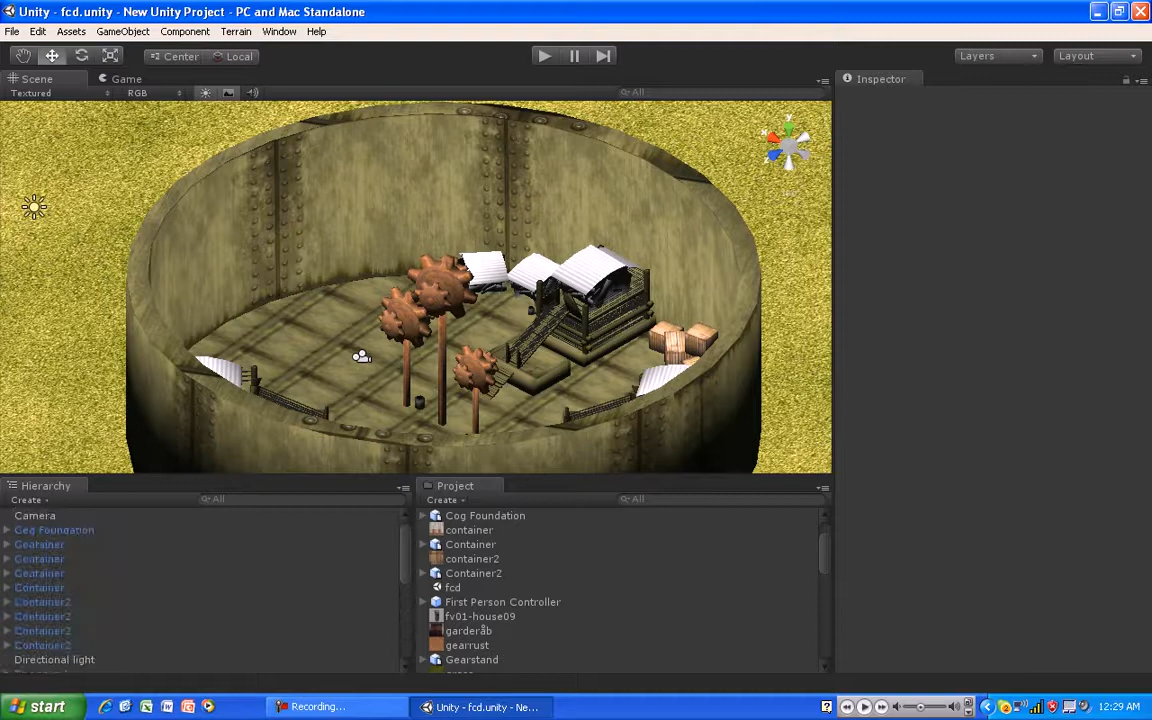 Unity - fcd.unity - New Unity Project - PC and Mac Standalone
File Edit Assets GameObject Component Terrain Window Help
Center Local Layers Layout
Scene Game Inspector
Textured RGB All
y
x
Hierarchy Project
Create All Create All
Camera
Cog Foundation
Container
Container
Container
Container
Container2
Container2
Container2
Container2
Directional light
Cog Foundation
container
Container
container2
Container2
fcd
First Person Controller
fv01-house09
gearrust
Gearstand
start Recording... Unity - fcd.unity - Ne... 12:29 AM